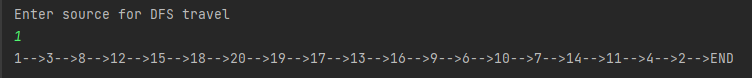 Enter source for DFS travel
1
1-->3-->8-->12-->15-->18-->20-->19-->17-->13-->16-->9-->6-->10-->7-->14-->11-->4-->2-->END